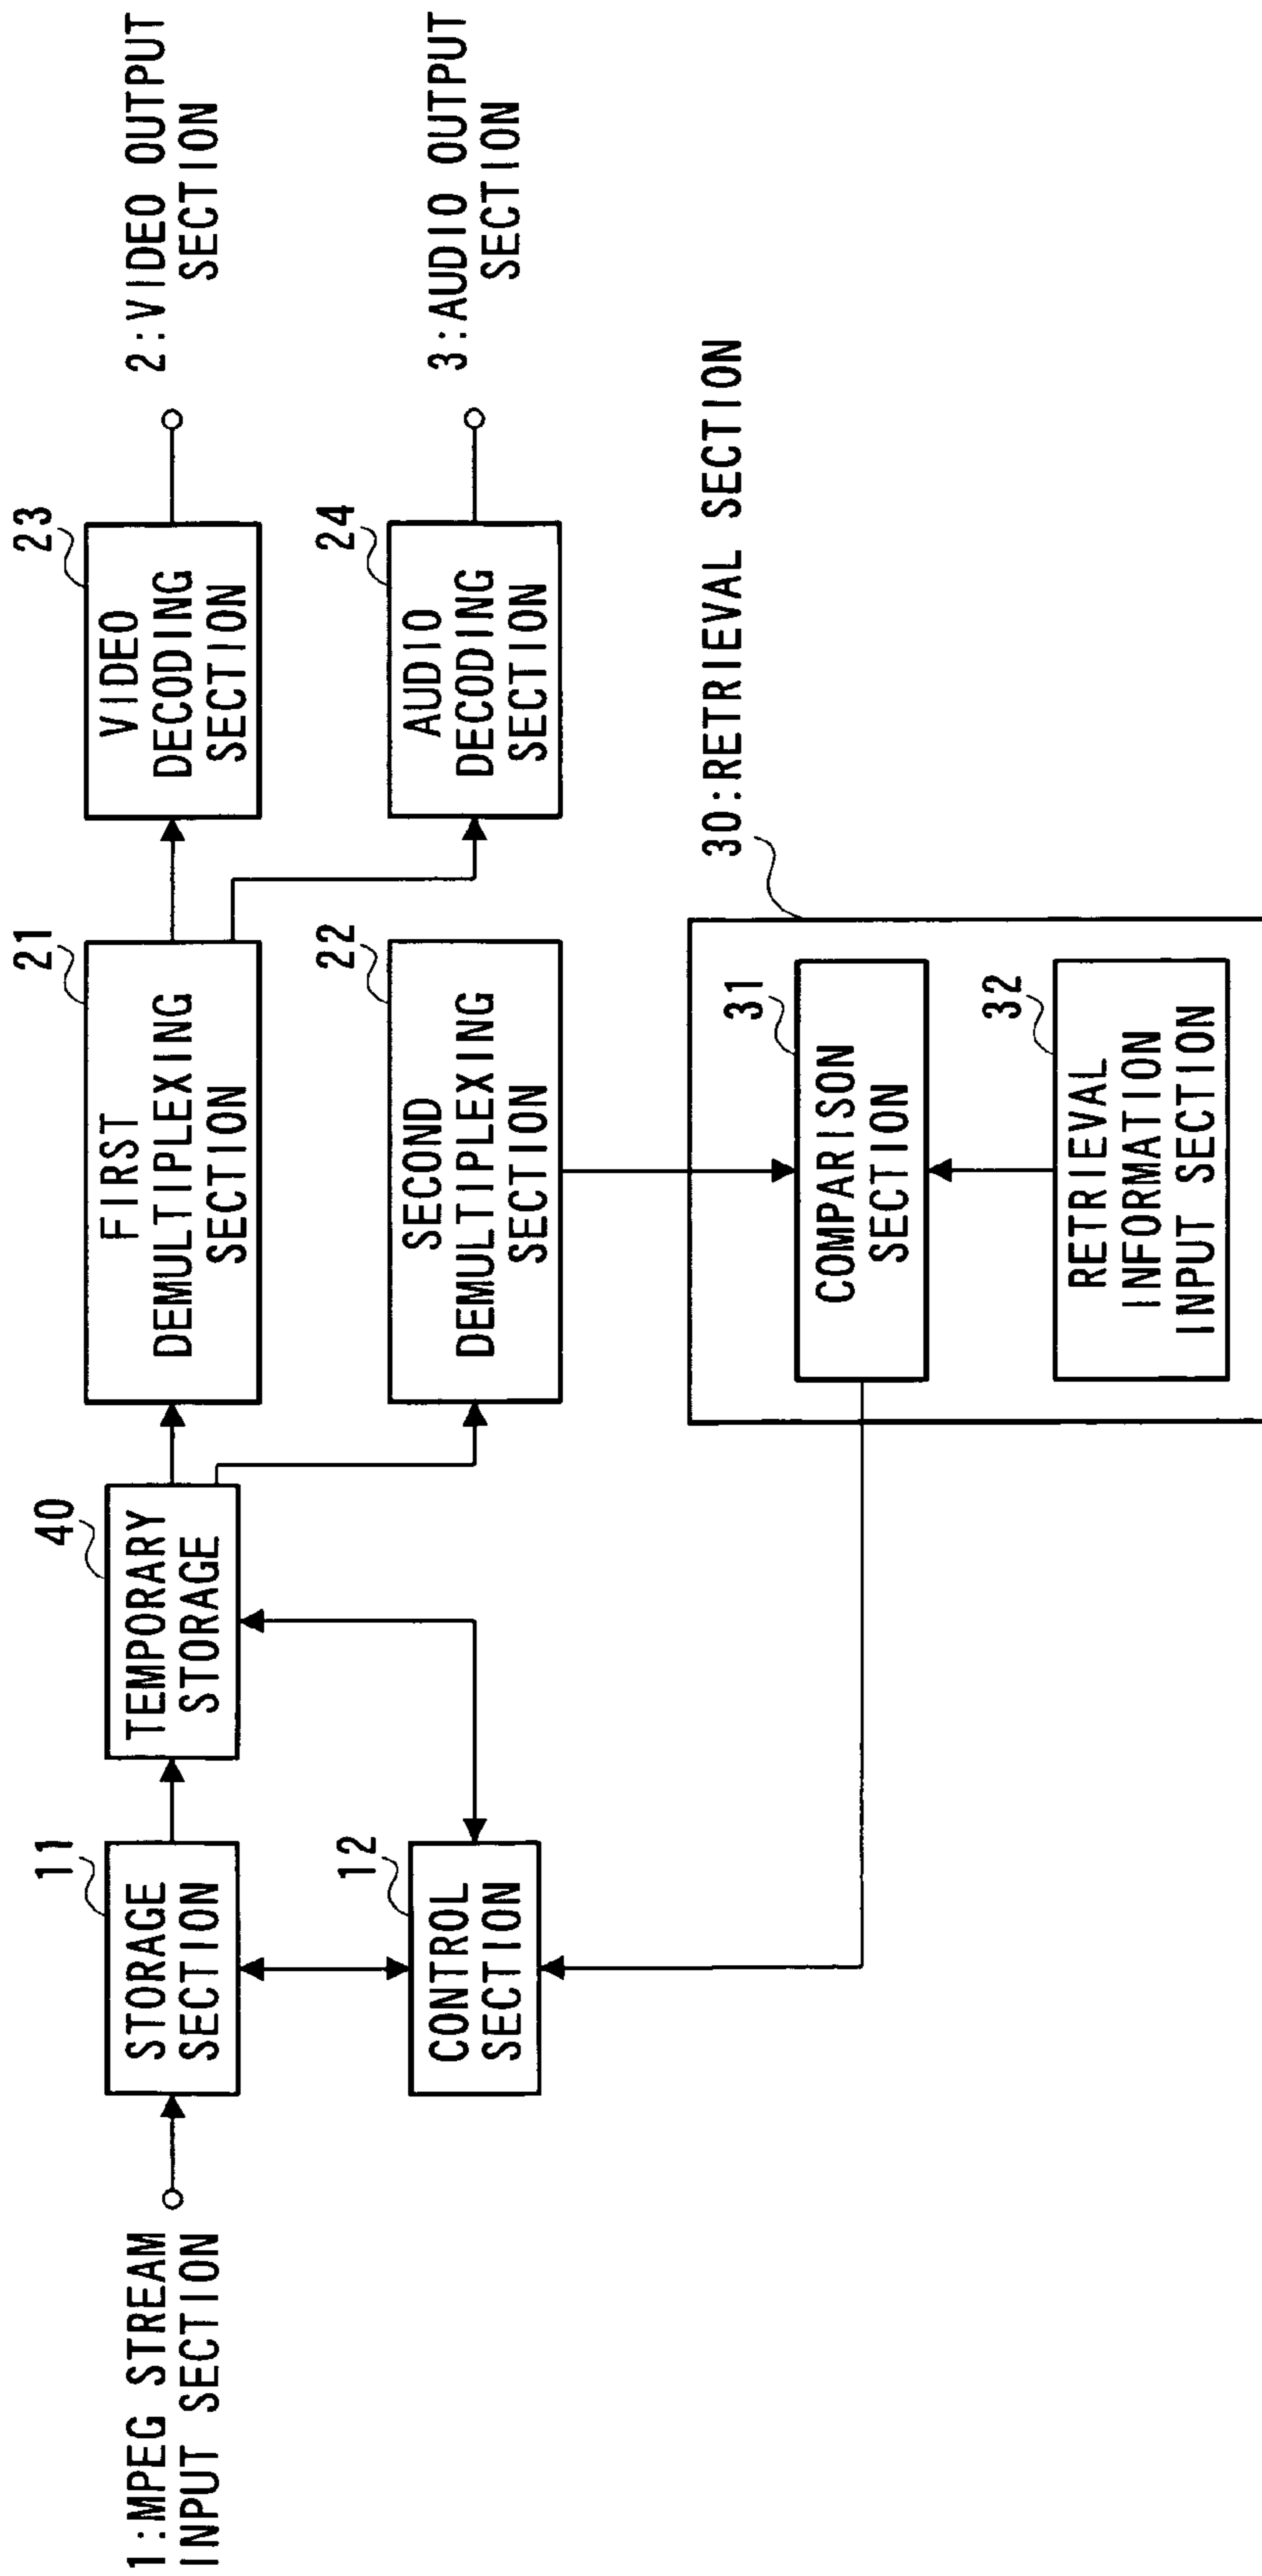 1:MPEG STREAM
INPUT SECTION
11
STORAGE
SECTION
12
CONTROL
SECTION
40
TEMPORARY
STORAGE
21
FIRST
DEMULTIPLEXING
SECTION
22
SECOND
DEMULTIPLEXING
SECTION
23
VIDEO
DECODING
SECTION
24
AUDIO
DECODING
SECTION
2:VIDEO OUTPUT
SECTION
3:AUDIO OUTPUT
SECTION
30:RETRIEVAL SECTION
31
COMPARISON
SECTION
32
RETRIEVAL
INFORMATION
INPUT SECTION